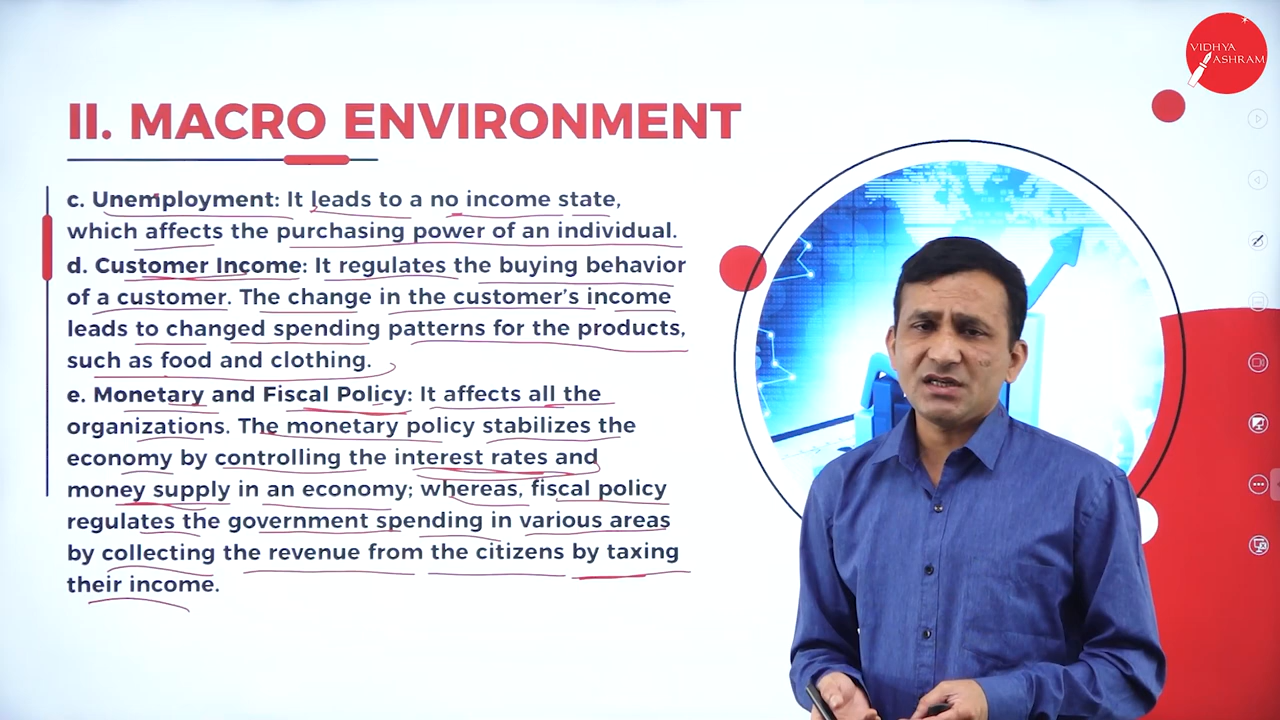 VIDHYA
ASHRAM
II. MACRO ENVIRONMENT
c. Unemployment: It leads to a no income state,
which affects the purchasing power of an individual.
d. Customer Income: It regulates the buying behavior
of a customer. The change in the customer's income
leads to changed spending patterns for the products,
such as food and clothing.
e. Monetary and Fiscal Policy: It affects all the
organizations. The monetary policy stabilizes the
economy by controlling the interest rates and
money supply in an economy; whereas, fiscal policy
regulates the government spending in various areas
by collecting the revenue from the citizens by taxing
their income.